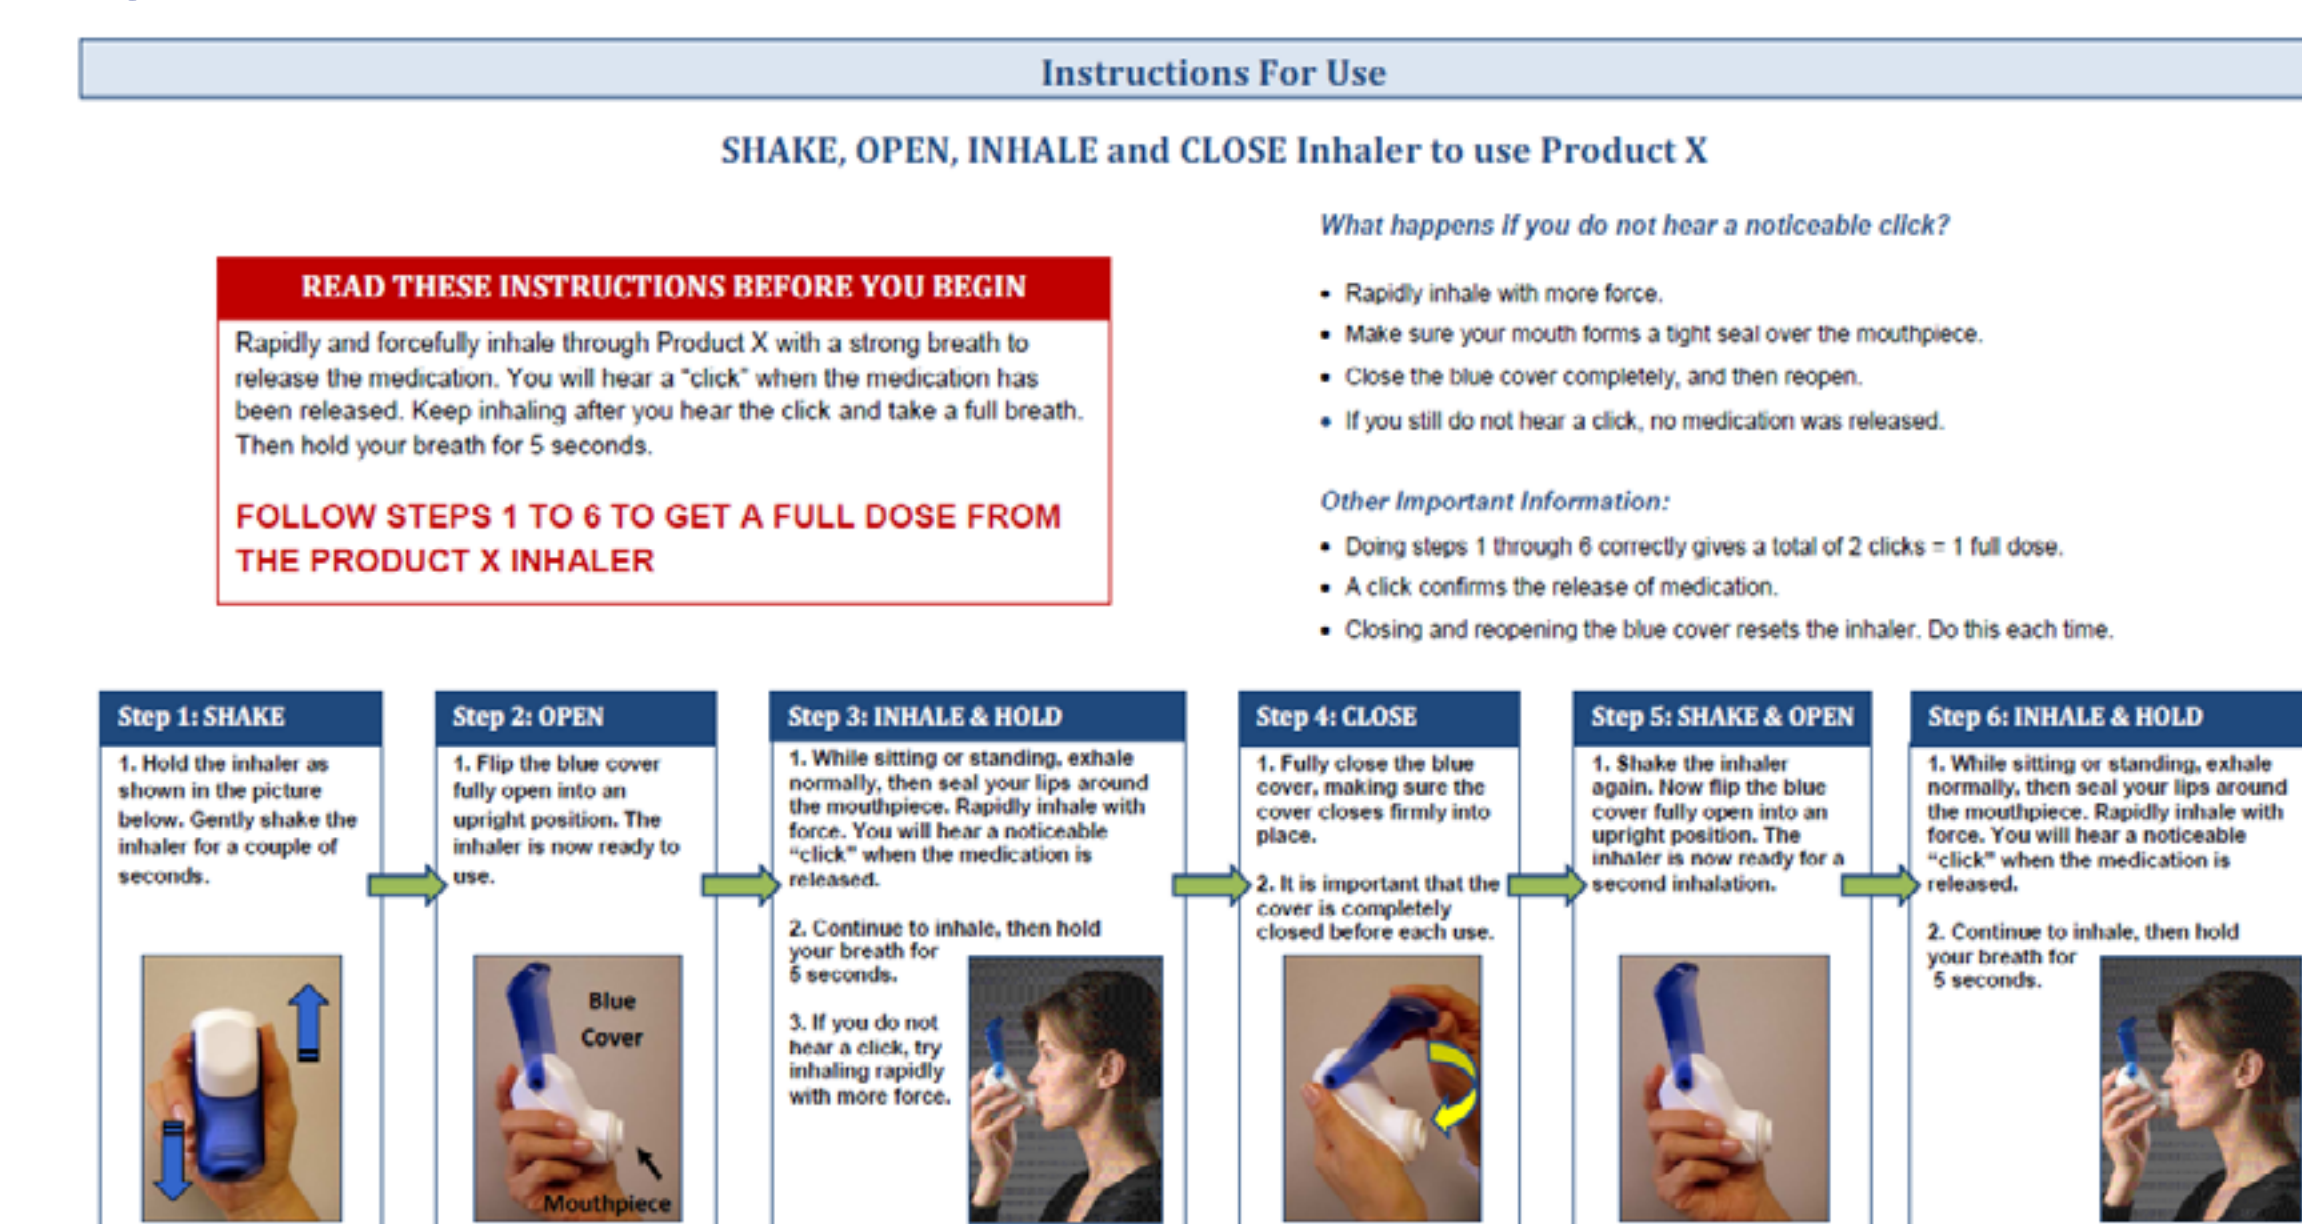 Instructions For Use
SHAKE, OPEN, INHALE and CLOSE Inhaler to use Product X
READ THESE INSTRUCTIONS BEFORE YOU BEGIN
Rapidly and forcefully inhale through Product X with a strong breath to
release the medication. You will hear a "click" when the medication has
been released. Keep inhaling after you hear the click and take a full breath.
Then hold your breath for 5 seconds.
FOLLOW STEPS 1 TO 6 TO GET A FULL DOSE FROM
THE PRODUCT X INHALER
What happens if you do not hear a noticeable click?
• Rapidly inhale with more force.
• Make sure your mouth forms a tight seal over the mouthpiece.
• Close the blue cover completely, and then reopen.
• If you still do not hear a click, no medication was released.
Other Important Information:
• Doing steps 1 through 6 correctly gives a total of 2 clicks = 1 full dose.
• A click confirms the release of medication.
• Closing and reopening the blue cover resets the inhaler. Do this each time.
Step 1: SHAKE
1. Hold the inhaler as
shown in the picture
below. Gently shake the
inhaler for a couple of
seconds.
Step 2: OPEN
1. Flip the blue cover
fully open into an
upright position. The
inhaler is now ready to
use.
Blue
Cover
Mouthpiece
Step 3: INHALE & HOLD
1. While sitting or standing, exhale
normally, then seal your lips around
the mouthpiece. Rapidly inhale with
force. You will hear a noticeable
"click" when the medication is
released.
2. Continue to inhale, then hold
your breath for
5 seconds.
3. If you do not
hear a click, try
inhaling rapidly
with more force.
Step 4: CLOSE
1. Fully close the blue
cover, making sure the
cover closes firmly into
place.
2. It is important that the
cover is completely
closed before each use.
Step 5: SHAKE & OPEN
1. Shake the inhaler
again. Now flip the blue
cover fully open into an
upright position. The
inhaler is now ready for a
second inhalation.
Step 6: INHALE & HOLD
1. While sitting or standing, exhale
normally, then seal your lips around
the mouthpiece. Rapidly inhale with
force. You will hear a noticeable
"click" when the medication is
released.
2. Continue to inhale, then hold
your breath for
5 seconds.